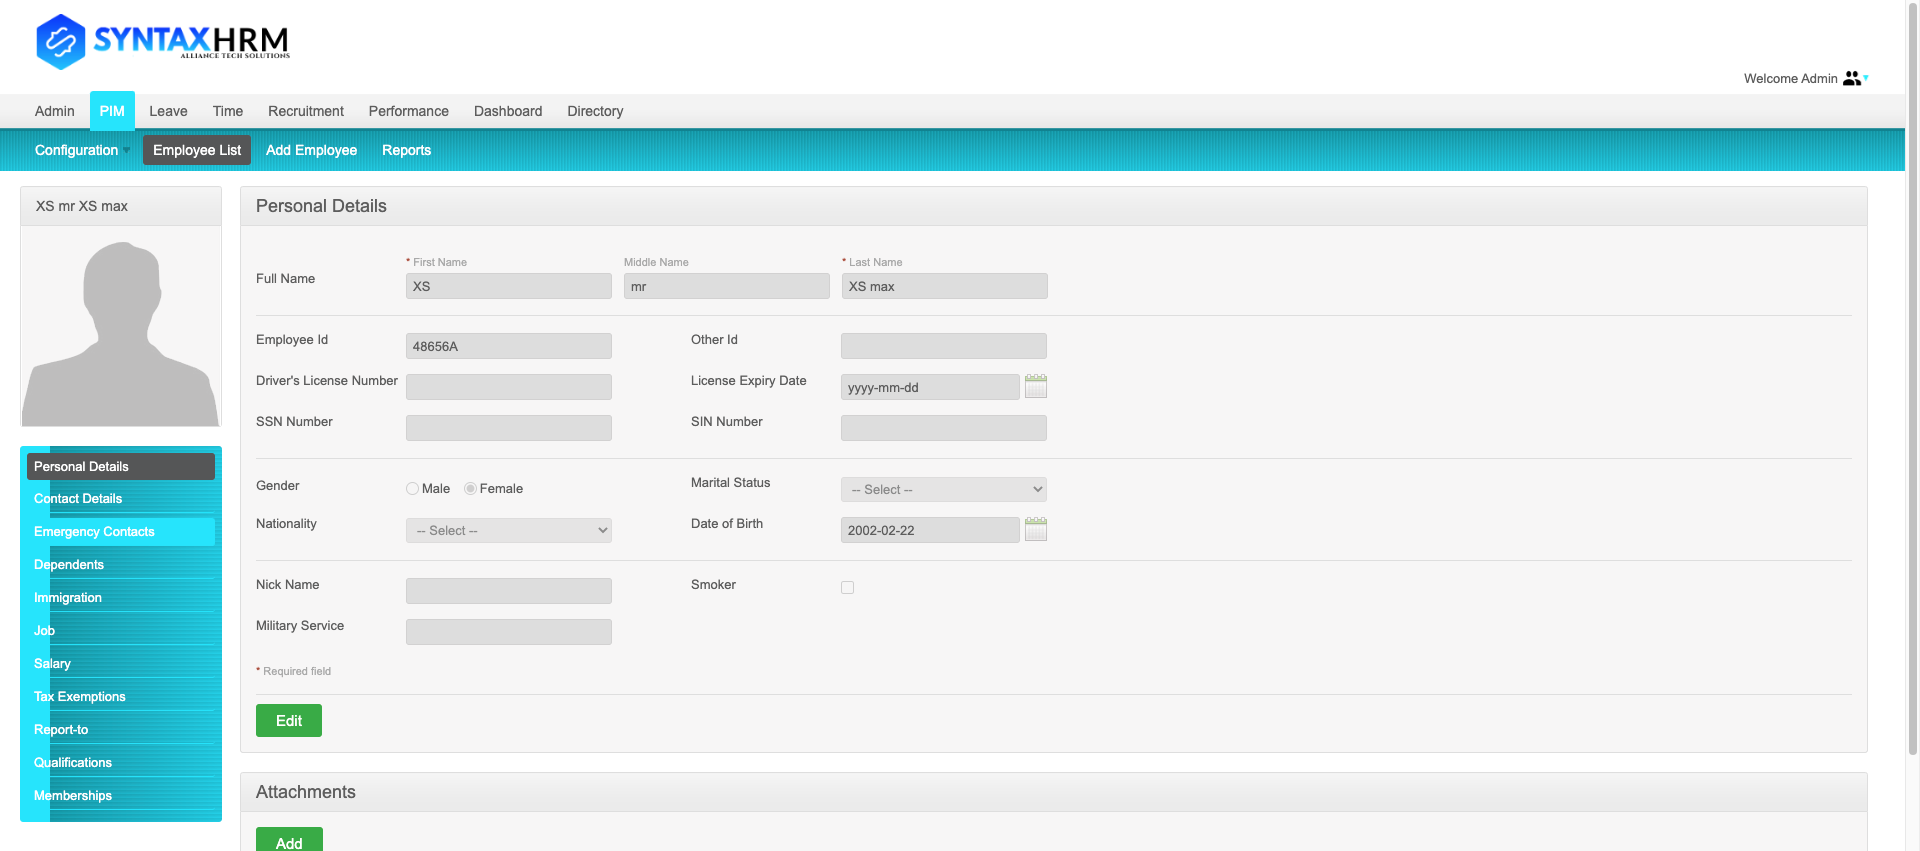 SYNTAXHRM
ALLIANCE TECH SOLUTIONS
Welcome Admin
Admin PIM Leave Time Recruitment Performance Dashboard Directory
Configuration Employee List Add Employee Reports
XS mr XS max
Personal Details
Contact Details
Emergency Contacts
Dependents
Immigration
Job
Salary
Tax Exemptions
Report-to
Qualifications
Memberships
Personal Details
* First Name Middle Name * Last Name
Full Name XS mr XS max
Employee Id 48656A Other Id
Driver's License Number License Expiry Date yyyy-mm-dd
SSN Number SIN Number
Gender Male Female Marital Status -- Select --
Nationality -- Select -- Date of Birth 2002-02-22
Nick Name Smoker
Military Service
* Required field
Edit
Attachments
Add